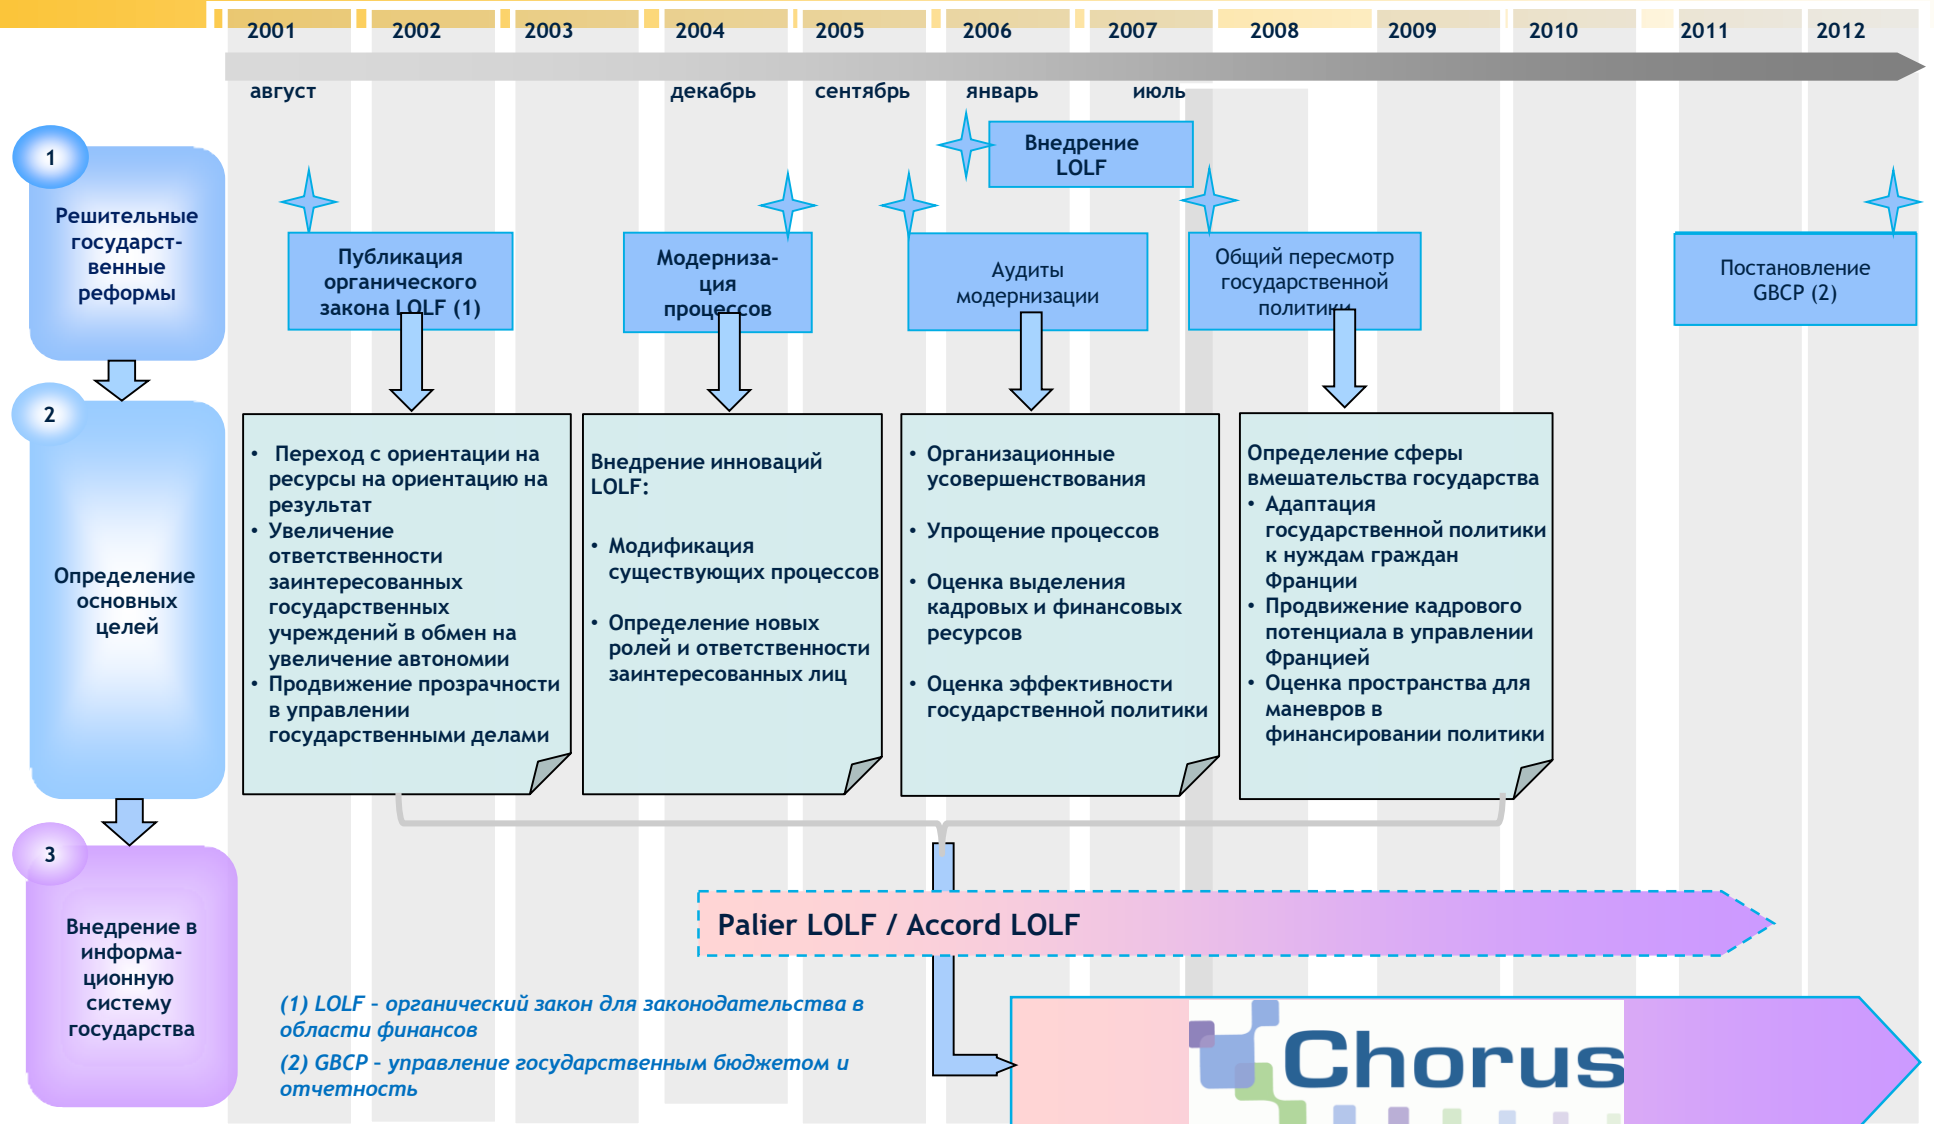 2001 2002 2003 2004 2005 2006 2007 2008 2009 2010 2011 2012
август декабрь сентябрь январь июль
1
Решительные
государст-
венные
реформы
Внедрение
LOLF
Публикация
органического
закона LOLF (1)
Модерниза-
ция
процессов
Аудиты
модернизации
Общий пересмотр
государственной
политики
Постановление
GBCP (2)
2
Определение
основных
целей
• Переход с ориентации на
ресурсы на ориентацию на
результат
• Увеличение
ответственности
заинтересованных
государственных
учреждений в обмен на
увеличение автономии
• Продвижение прозрачности
в управлении
государственными делами
Внедрение инноваций
LOLF:
• Модификация
существующих процессов
• Определение новых
ролей и ответственности
заинтересованных лиц
• Организационные
усовершенствования
• Упрощение процессов
• Оценка выделения
кадровых и финансовых
ресурсов
• Оценка эффективности
государственной политики
Определение сферы
вмешательства государства
• Адаптация
государственной политики
к нуждам граждан
Франции
• Продвижение кадрового
потенциала в управлении
Францией
• Оценка пространства для
маневров в
финансировании политики
3
Внедрение в
информа-
ционную
систему
государства
Palier LOLF / Accord LOLF
(1) LOLF – органический закон для законодательства в
области финансов
(2) GBCP – управление государственным бюджетом и
отчетность
Chorus